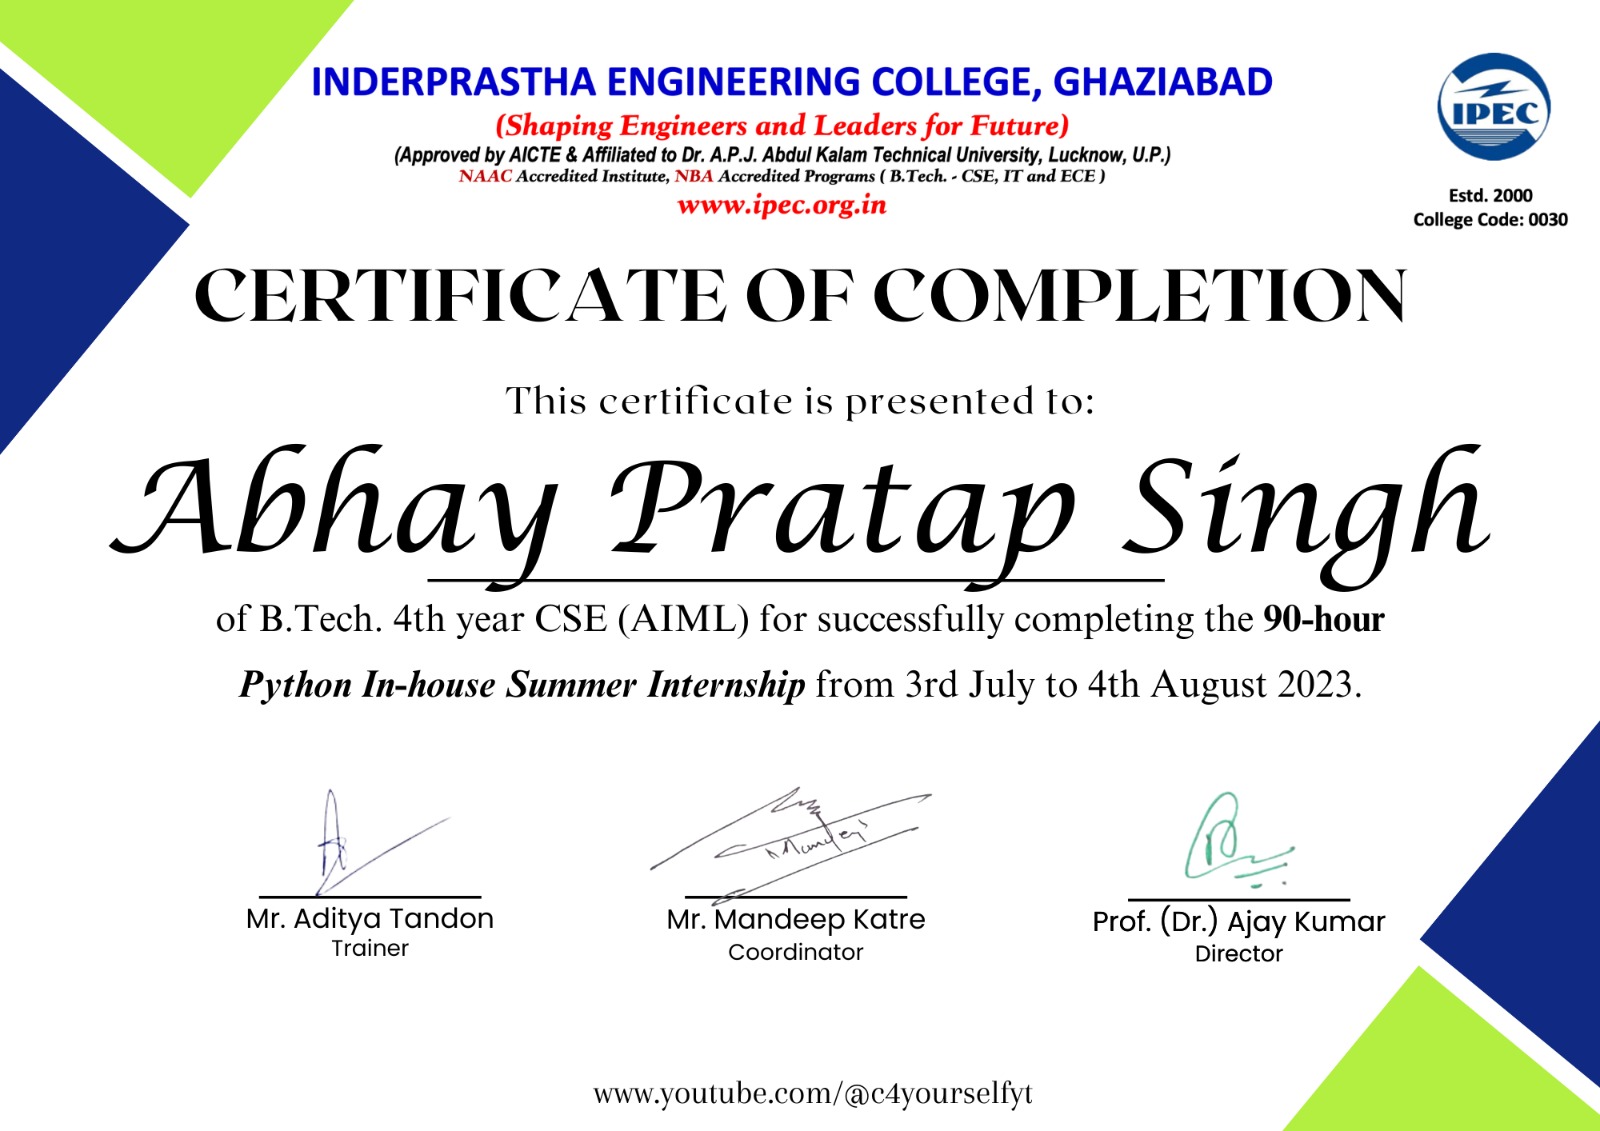 INDERPRASTHA ENGINEERING COLLEGE, GHAZIABAD
(Shaping Engineers and Leaders for Future)
(Approved by AICTE & Affiliated to Dr. A.P.J. Abdul Kalam Technical University, Lucknow, U.P.)
NAAC Accredited Institute, NBA Accredited Programs ( B.Tech. - CSE, IT and ECE )
www.ipec.org.in
IPEC
Estd. 2000
College Code: 0030
CERTIFICATE OF COMPLETION
This certificate is presented to:
Abhay Pratap Singh
of B.Tech. 4th year CSE (AIML) for successfully completing the 90-hour
Python In-house Summer Internship from 3rd July to 4th August 2023.
Mr. Aditya Tandon
Trainer
Mr. Mandeep Katre
Coordinator
Prof. (Dr.) Ajay Kumar
Director
www.youtube.com/@c4yourselfyt